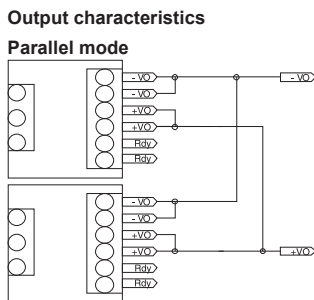 Output characteristics
Parallel mode
- VO
- VO
- VO
+VO
+VO
Rdy
Rdy
- VO
- VO
+VO
+VO
+VO
Rdy
Rdy